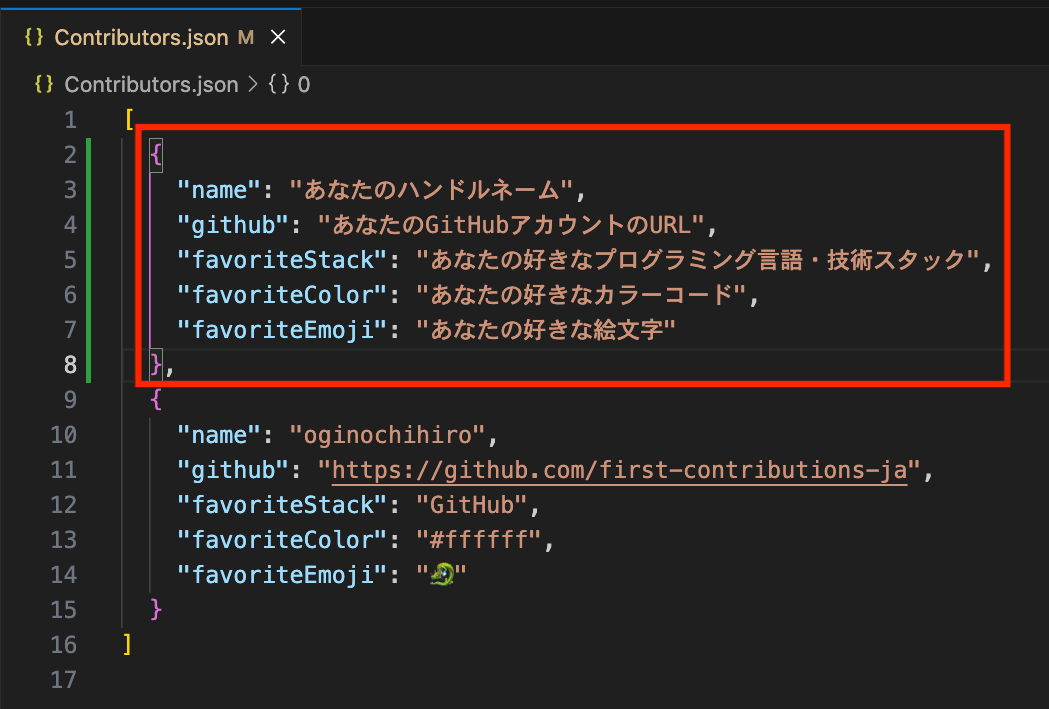 {} Contributors.json M ×
{} Contributors.json > {} 0
1 [
2 {
3 "name": "あなたのハンドルネーム",
4 "github": "あなたのGitHubアカウントのURL",
5 "favoriteStack": "あなたの好きなプログラミング言語・技術スタック",
6 "favoriteColor": "あなたの好きなカラーコード",
7 "favoriteEmoji": "あなたの好きな絵文字"
8 },
9 {
10 "name": "oginochihiro",
11 "github": "https://github.com/first-contributions-ja",
12 "favoriteStack": "GitHub",
13 "favoriteColor": "#ffffff",
14 "favoriteEmoji": "🐲"
15 }
16 ]
17